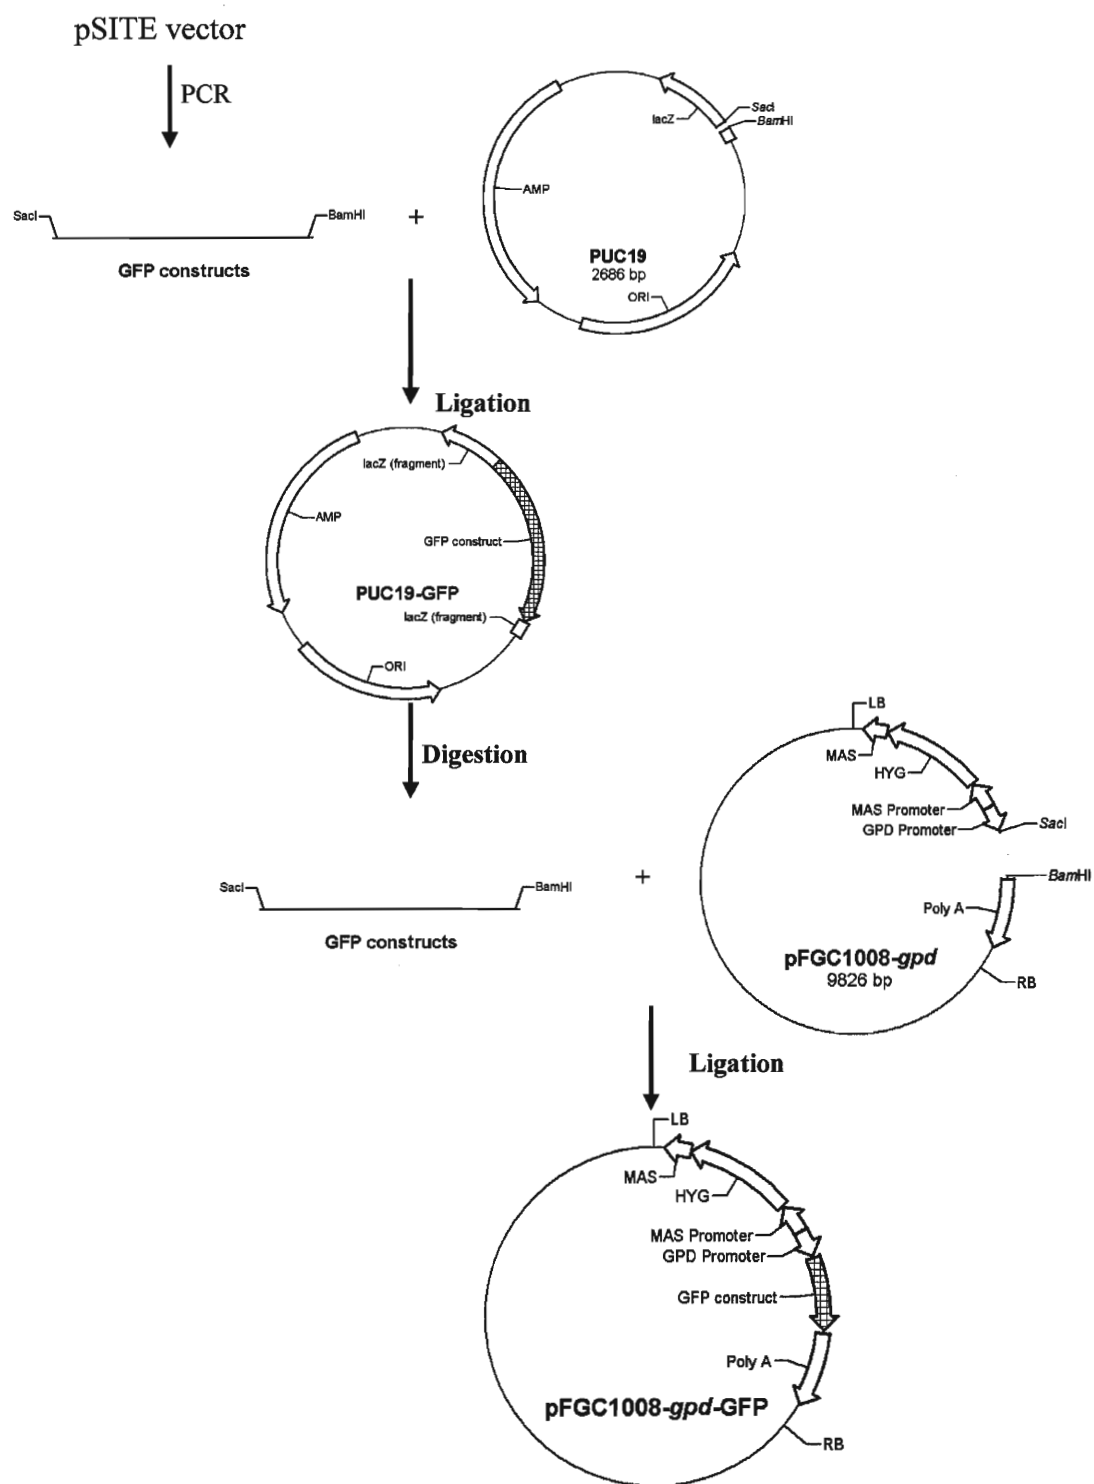 pSITE vector
PCR
SacI
BamHI
GFP constructs
+
lacZ
SacI
BamHI
AMP
PUC19
2686 bp
ORI
Ligation
lacZ (fragment)
AMP
GFP construct
PUC19-GFP
lacZ (fragment)
ORI
Digestion
SacI
BamHI
GFP constructs
+
LB
MAS
HYG
MAS Promoter
GPD Promoter
SacI
BamHI
Poly A
pFGC1008-gpd
9826 bp
RB
Ligation
LB
MAS
HYG
MAS Promoter
GPD Promoter
GFP construct
Poly A
pFGC1008-gpd-GFP
RB